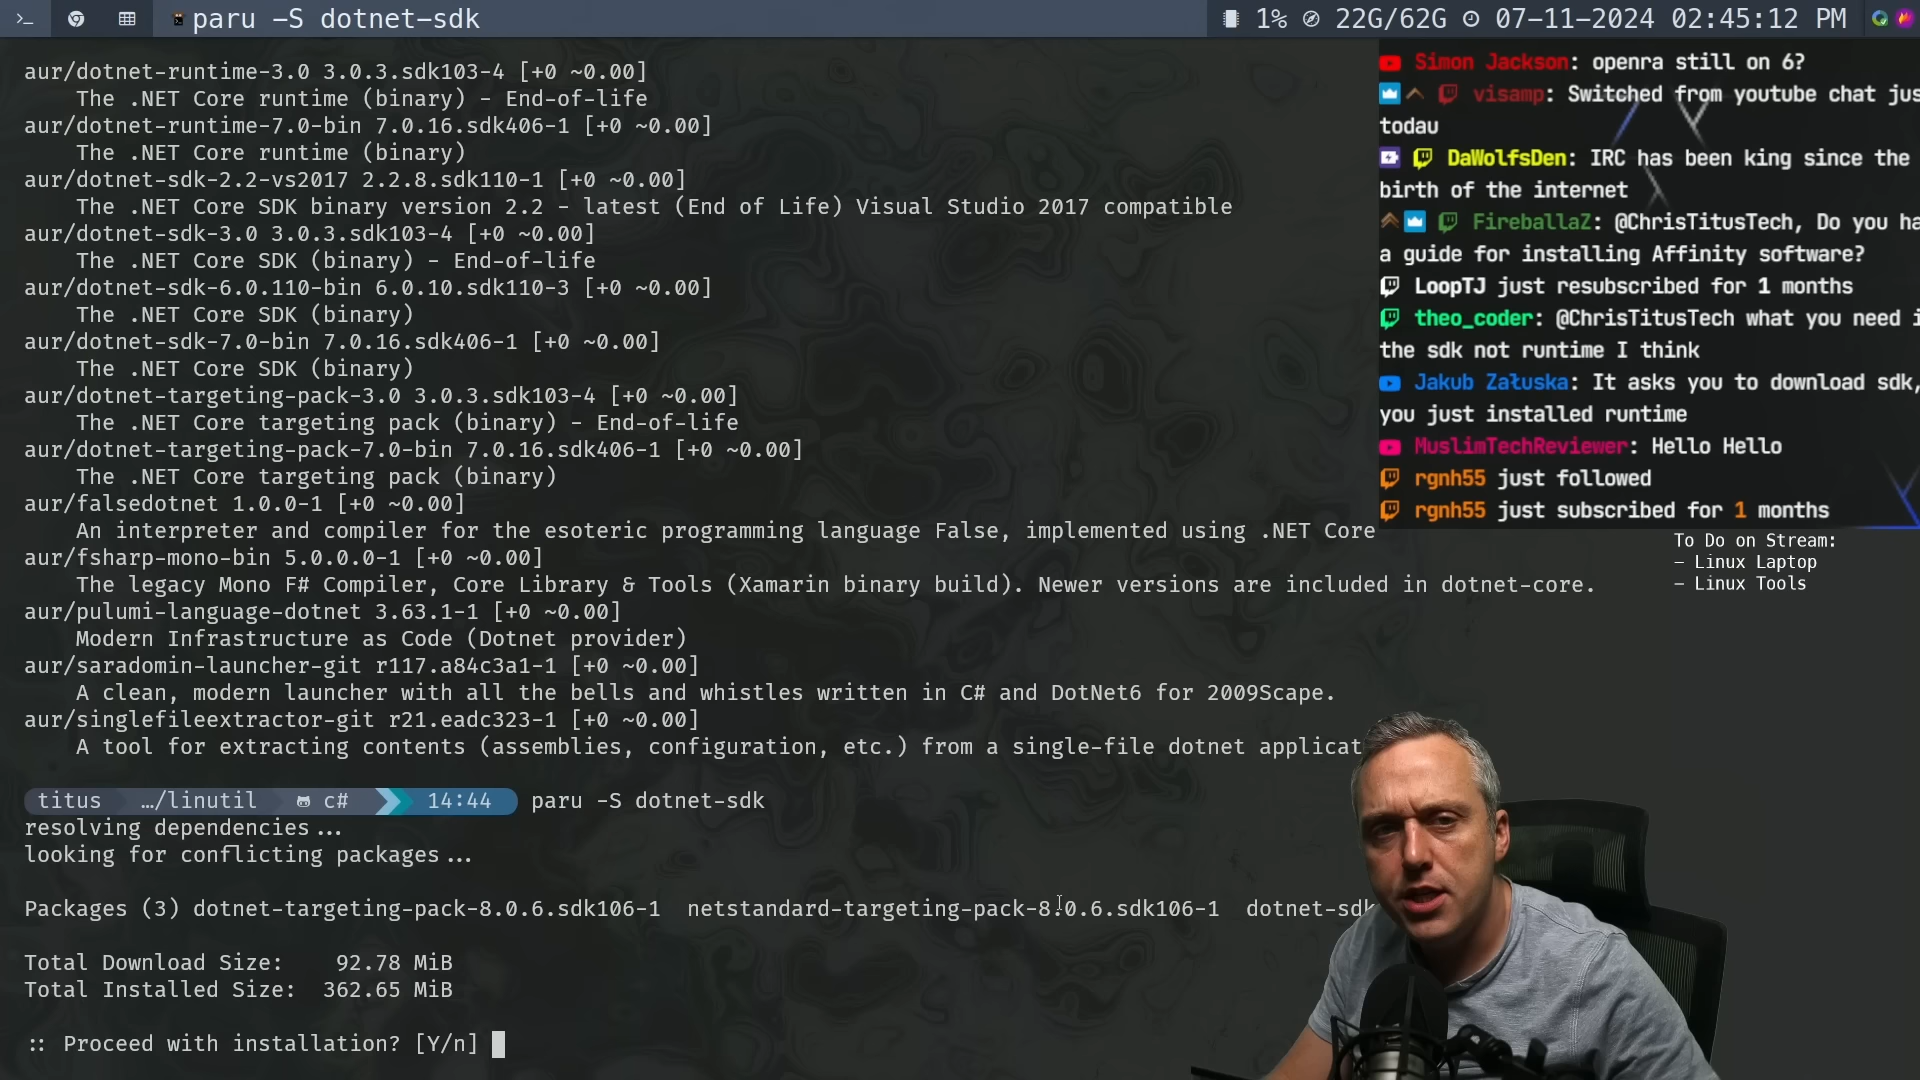 paru -S dotnet-sdk
1% 22G/62G 07-11-2024 02:45:12 PM
aur/dotnet-runtime-3.0 3.0.3.sdk103-4 [+0 ~0.00]
The .NET Core runtime (binary) - End-of-life
aur/dotnet-runtime-7.0-bin 7.0.16.sdk406-1 [+0 ~0.00]
The .NET Core runtime (binary)
aur/dotnet-sdk-2.2-vs2017 2.2.8.sdk110-1 [+0 ~0.00]
The .NET Core SDK binary version 2.2 - latest (End of Life) Visual Studio 2017 compatible
aur/dotnet-sdk-3.0 3.0.3.sdk103-4 [+0 ~0.00]
The .NET Core SDK (binary) - End-of-life
aur/dotnet-sdk-6.0.110-bin 6.0.10.sdk110-3 [+0 ~0.00]
The .NET Core SDK (binary)
aur/dotnet-sdk-7.0-bin 7.0.16.sdk406-1 [+0 ~0.00]
The .NET Core SDK (binary)
aur/dotnet-targeting-pack-3.0 3.0.3.sdk103-4 [+0 ~0.00]
The .NET Core targeting pack (binary) - End-of-life
aur/dotnet-targeting-pack-7.0-bin 7.0.16.sdk406-1 [+0 ~0.00]
The .NET Core targeting pack (binary)
aur/falsedotnet 1.0.0-1 [+0 ~0.00]
An interpreter and compiler for the esoteric programming language False, implemented using .NET Core
aur/fsharp-mono-bin 5.0.0.0-1 [+0 ~0.00]
The legacy Mono F# Compiler, Core Library & Tools (Xamarin binary build). Newer versions are included in dotnet-core.
aur/pulumi-language-dotnet 3.63.1-1 [+0 ~0.00]
Modern Infrastructure as Code (Dotnet provider)
aur/saradomin-launcher-git r117.a84c3a1-1 [+0 ~0.00]
A clean, modern launcher with all the bells and whistles written in C# and DotNet6 for 2009Scape.
aur/singlefileextractor-git r21.eadc323-1 [+0 ~0.00]
A tool for extracting contents (assemblies, configuration, etc.) from a single-file dotnet applicat
titus …/linutil c# 14:44 paru -S dotnet-sdk
resolving dependencies...
looking for conflicting packages...
Packages (3) dotnet-targeting-pack-8.0.6.sdk106-1 netstandard-targeting-pack-8.0.6.sdk106-1 dotnet-sdk
Total Download Size: 92.78 MiB
Total Installed Size: 362.65 MiB
:: Proceed with installation? [Y/n]
Simon Jackson: openra still on 6?
visamp: Switched from youtube chat jus
todau
DaWolfsDen: IRC has been king since the
birth of the internet
FireballaZ: @ChrisTitusTech, Do you ha
a guide for installing Affinity software?
LoopTJ just resubscribed for 1 months
theo_coder: @ChrisTitusTech what you need i
the sdk not runtime I think
Jakub Załuska: It asks you to download sdk,
you just installed runtime
MuslimTechReviewer: Hello Hello
rgnh55 just followed
rgnh55 just subscribed for 1 months
To Do on Stream:
- Linux Laptop
- Linux Tools